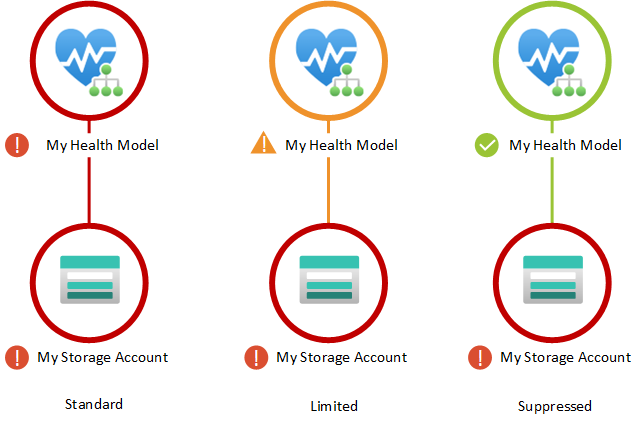 My Health Model
My Health Model
My Health Model
My Storage Account
My Storage Account
My Storage Account
Standard
Limited
Suppressed